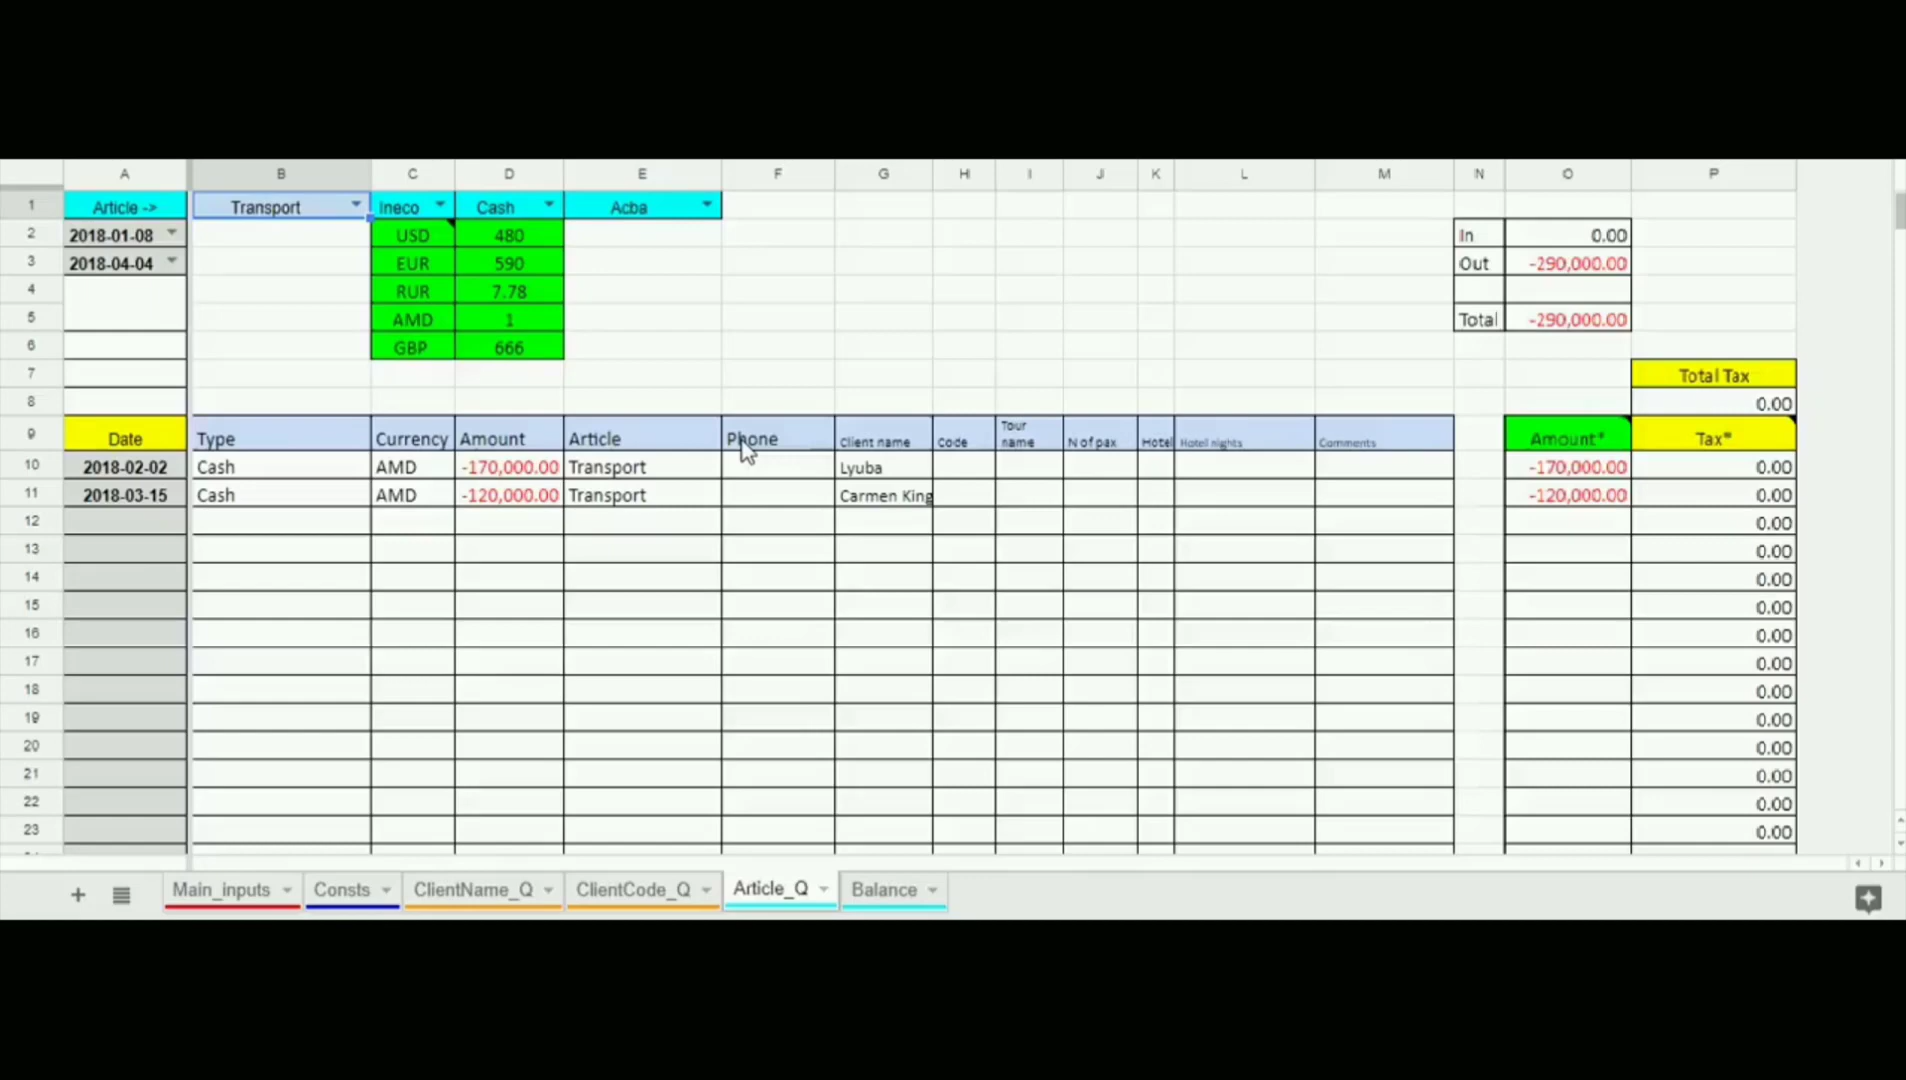 A B C D E F G H I J K L M N O P
1 Article -> Transport Ineco Cash Acba
2 2018-01-08 USD 480 In 0.00
3 2018-04-04 EUR 590 Out -290,000.00
4 RUR 7.78
5 AMD 1 Total -290,000.00
6 GBP 666
7 Total Tax
8 0.00
9 Date Type Currency Amount Article Phone Client name Code Tour name N of pax Hotel Hotel nights Comments Amount* Tax*
10 2018-02-02 Cash AMD -170,000.00 Transport Lyuba -170,000.00 0.00
11 2018-03-15 Cash AMD -120,000.00 Transport Carmen King -120,000.00 0.00
12 0.00
13 0.00
14 0.00
15 0.00
16 0.00
17 0.00
18 0.00
19 0.00
20 0.00
21 0.00
22 0.00
23 0.00
Main_inputs Consts ClientName_Q ClientCode_Q Article_Q Balance